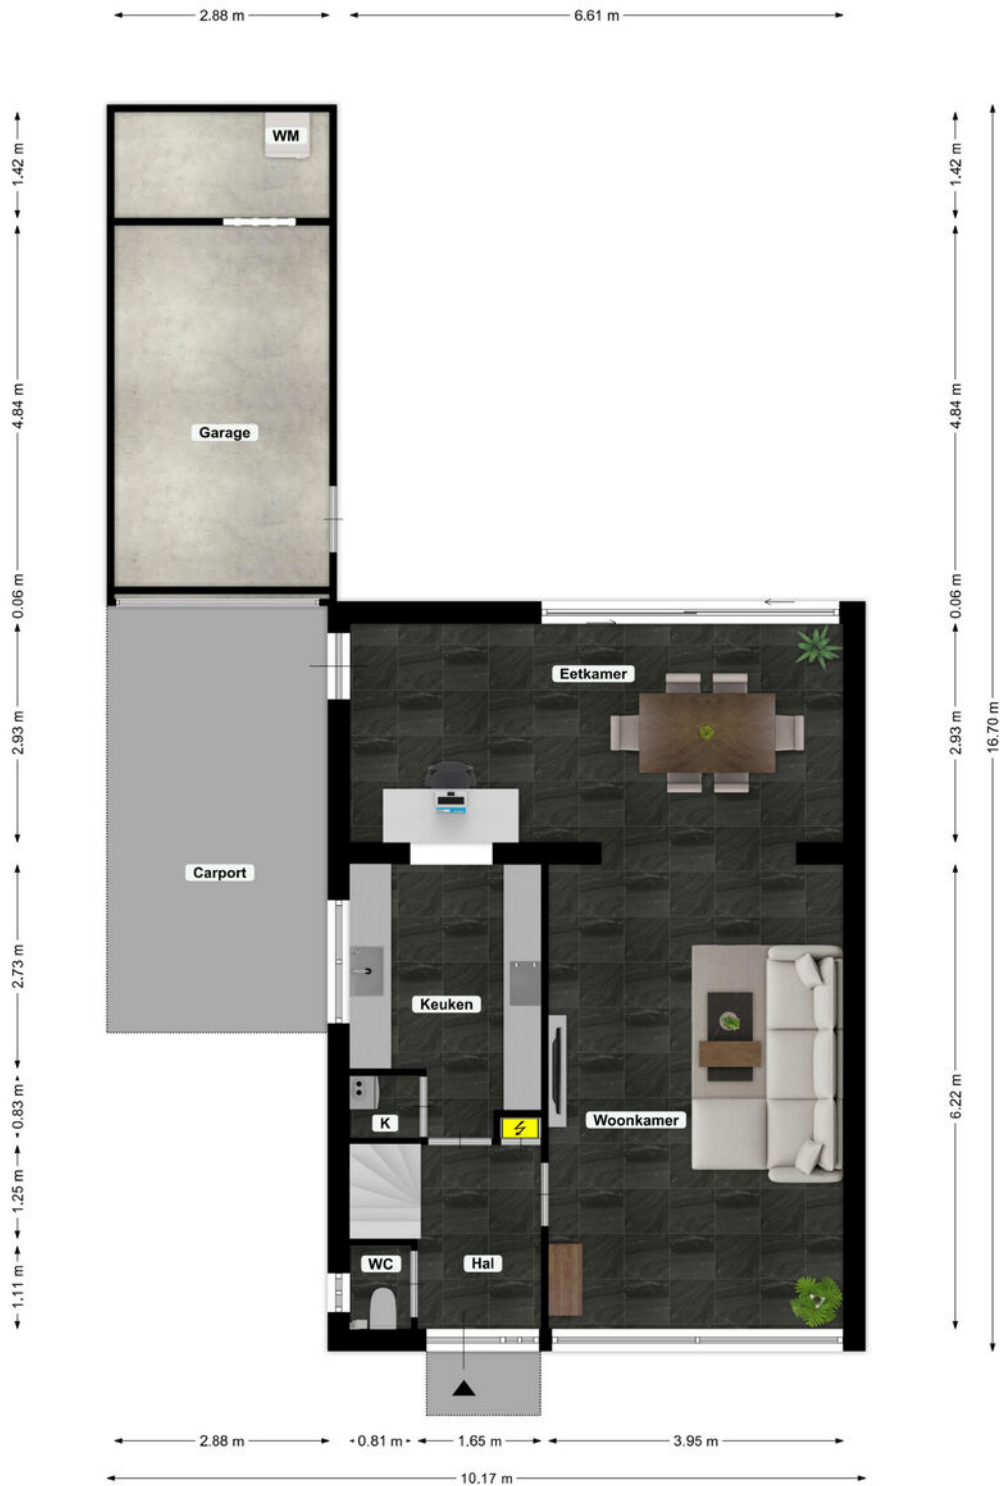 2.88 m
6.61 m
WM
1.42 m
1.42 m
4.84 m
4.84 m
Garage
0.06 m
0.06 m
Eetkamer
2.93 m
2.93 m
16.70 m
Carport
2.73 m
Keuken
6.22 m
0.83 m
K
Woonkamer
1.25 m
WC
Hal
1.11 m
2.88 m
0.81 m
1.65 m
3.95 m
10.17 m